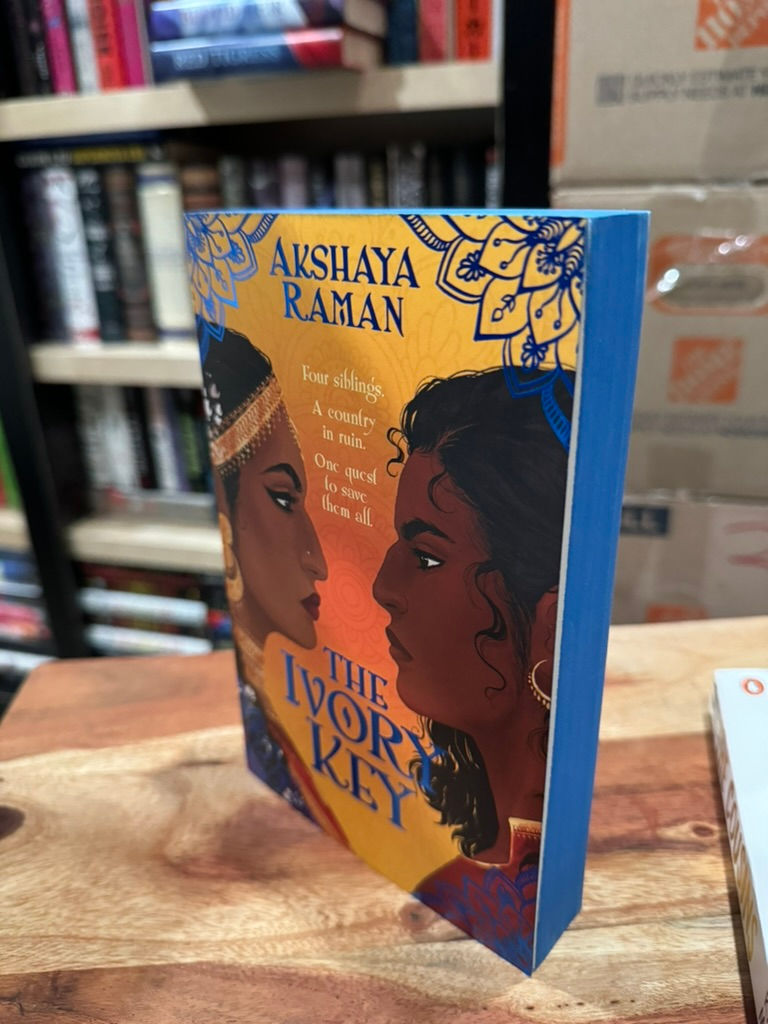 AKSHAYA
RAMAN
Four siblings.
A country
in ruin.
One quest
to save
them all.
THE
IVORY
KEY